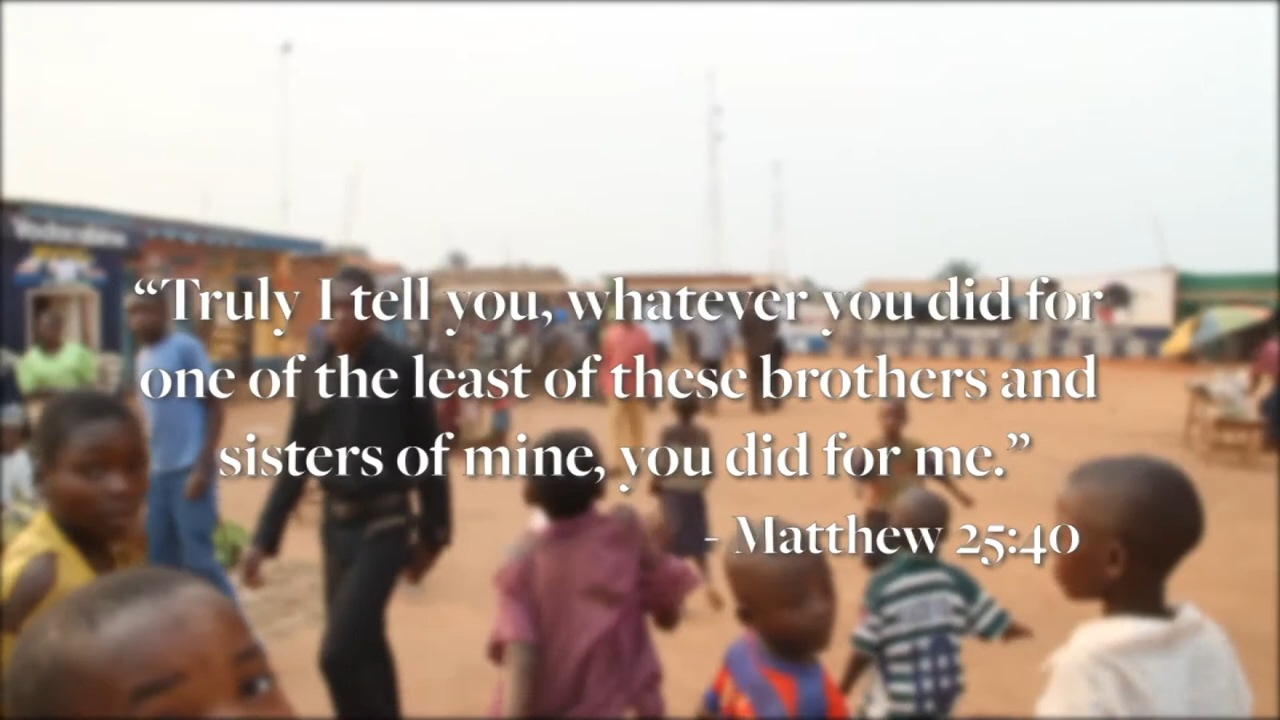 “Truly I tell you, whatever you did for
one of the least of these brothers and
sisters of mine, you did for me.”
- Matthew 25:40